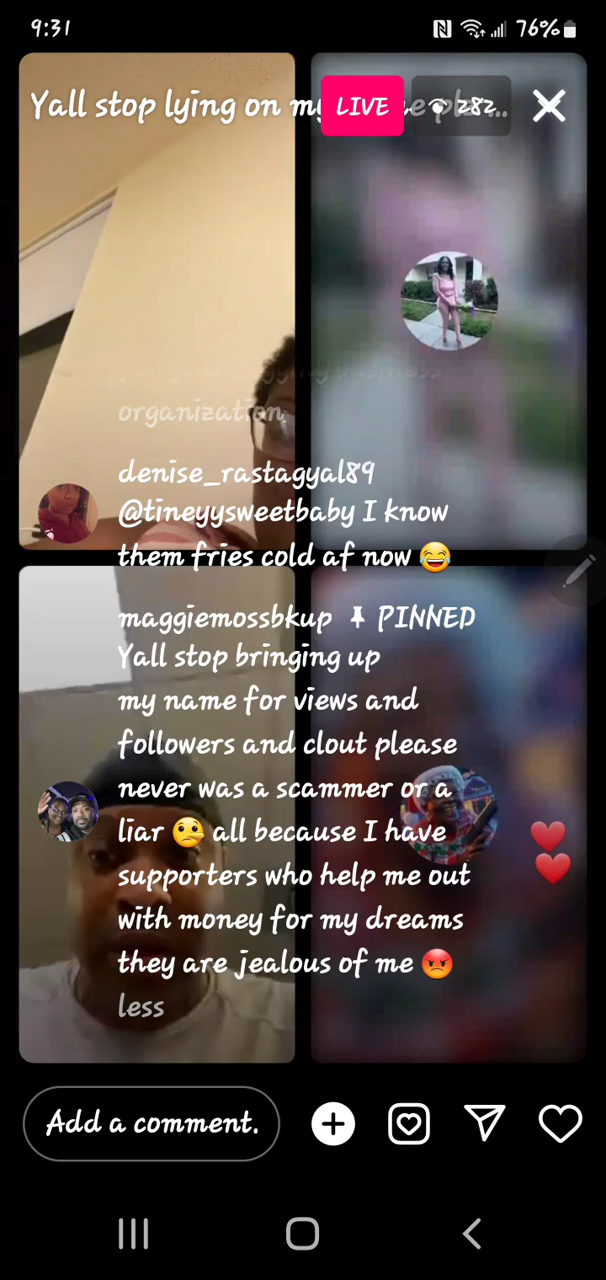 9:31
76%
Yall stop lying on my
LIVE
282
organization
denise_rastagyal89
@tineyysweetbaby I know
them fries cold af now 😂
maggiemossbkup PINNED
Yall stop bringing up
my name for views and
followers and clout please
never was a scammer or a
liar 🤨 all because I have
supporters who help me out
with money for my dreams
they are jealous of me 😡
less
Add a comment.